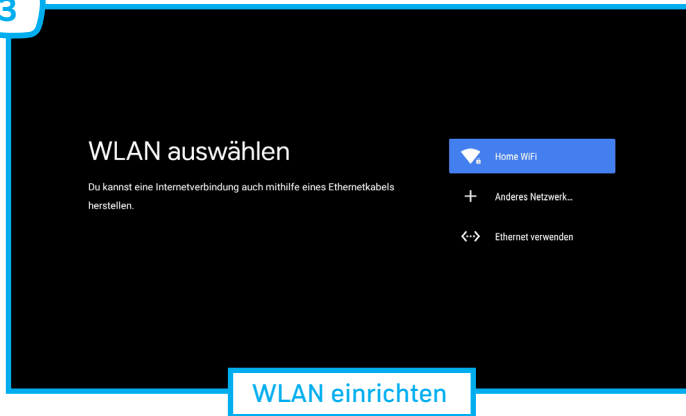 3
WLAN auswählen
Du kannst eine Internetverbindung auch mithilfe eines Ethernetkabels
herstellen.
Home WiFi
Anderes Netzwerk...
Ethernet verwenden
WLAN einrichten